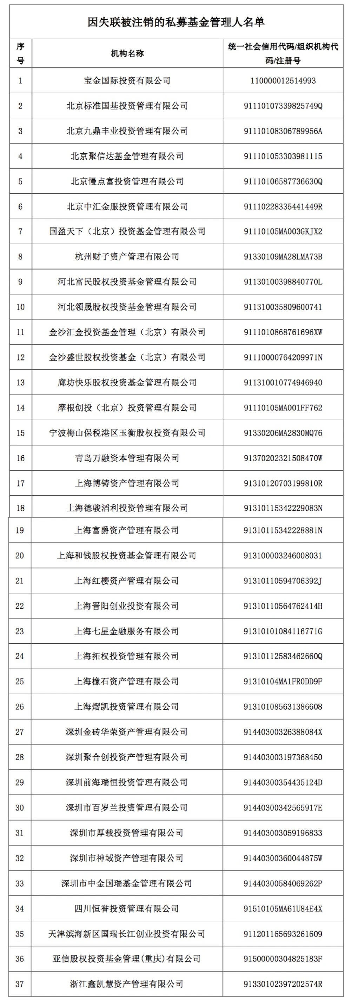 因失联被注销的私募基金管理人名单
序号 机构名称 统一社会信用代码/组织机构代码/注册号
1 宝金国际投资有限公司 110000012514993
2 北京标准国基投资管理有限公司 91110107339825749Q
3 北京九鼎丰业投资管理有限公司 91110108306789956A
4 北京聚信达基金管理有限公司 911101053303981115
5 北京慢点富投资管理有限公司 91110106587736630Q
6 北京中汇金服投资管理有限公司 91110228335441449R
7 国盈天下（北京）投资基金管理有限公司 91110105MA003GKJX2
8 杭州财子资产管理有限公司 91330109MA28LMA73B
9 河北富民股权投资基金管理有限公司 91130100398840770L
10 河北领晟股权投资基金管理有限公司 911310035809600741
11 金沙汇金投资基金管理（北京）有限公司 9111010868761696XW
12 金沙盛世股权投资基金（北京）有限公司 91110000764209971N
13 廊坊快乐股权投资基金管理有限公司 911310010774946940
14 摩根创投（北京）投资管理有限公司 91110105MA001FF762
15 宁波梅山保税港区玉衡股权投资有限公司 91330206MA2830MQ76
16 青岛万融资本管理有限公司 91370202321508470W
17 上海博铸资产管理有限公司 91310120703199810R
18 上海德骏滔利投资管理有限公司 91310115342229083N
19 上海富爵资产管理有限公司 91310115342228881N
20 上海和钱股权投资基金管理有限公司 913100003246008031
21 上海红樱资产管理有限公司 91310110594706392J
22 上海晋阳创业投资有限公司 91310110564762414H
23 上海七星金融服务有限公司 91310101084116771G
24 上海拓权投资管理有限公司 91310112583462660Q
25 上海橡石资产管理有限公司 91310104MA1FR0DD9F
26 上海熠凯投资管理有限公司 913101085631386608
27 深圳金砖华荣资产管理有限公司 91440300326388084X
28 深圳聚合创投资产管理有限公司 914403003197368450
29 深圳前海瑞恒投资管理有限公司 91440300354435124D
30 深圳市百岁兰投资管理有限公司 91440300342565917E
31 深圳市厚载投资管理有限公司 914403003059196833
32 深圳市神域资产管理有限公司 91440300360044875W
33 深圳市中金国瑞基金管理有限公司 91440300584069262P
34 四川恒誉投资管理有限公司 91510105MA61U84E4X
35 天津滨海新区国瑞长江创业投资有限公司 911201165693261609
36 亚信股权投资基金管理(重庆)有限公司 91500000304825183F
37 浙江鑫凯慧资产管理有限公司 91330102397202574R